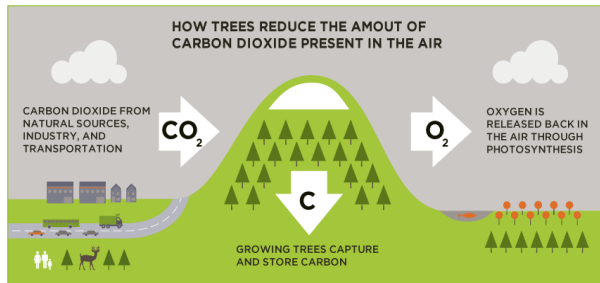 HOW TREES REDUCE THE AMOUT OF
CARBON DIOXIDE PRESENT IN THE AIR
CARBON DIOXIDE FROM
NATURAL SOURCES,
INDUSTRY, AND
TRANSPORTATION
CO2
O2
OXYGEN IS
RELEASED BACK IN
THE AIR THROUGH
PHOTOSYNTHESIS
C
GROWING TREES CAPTURE
AND STORE CARBON